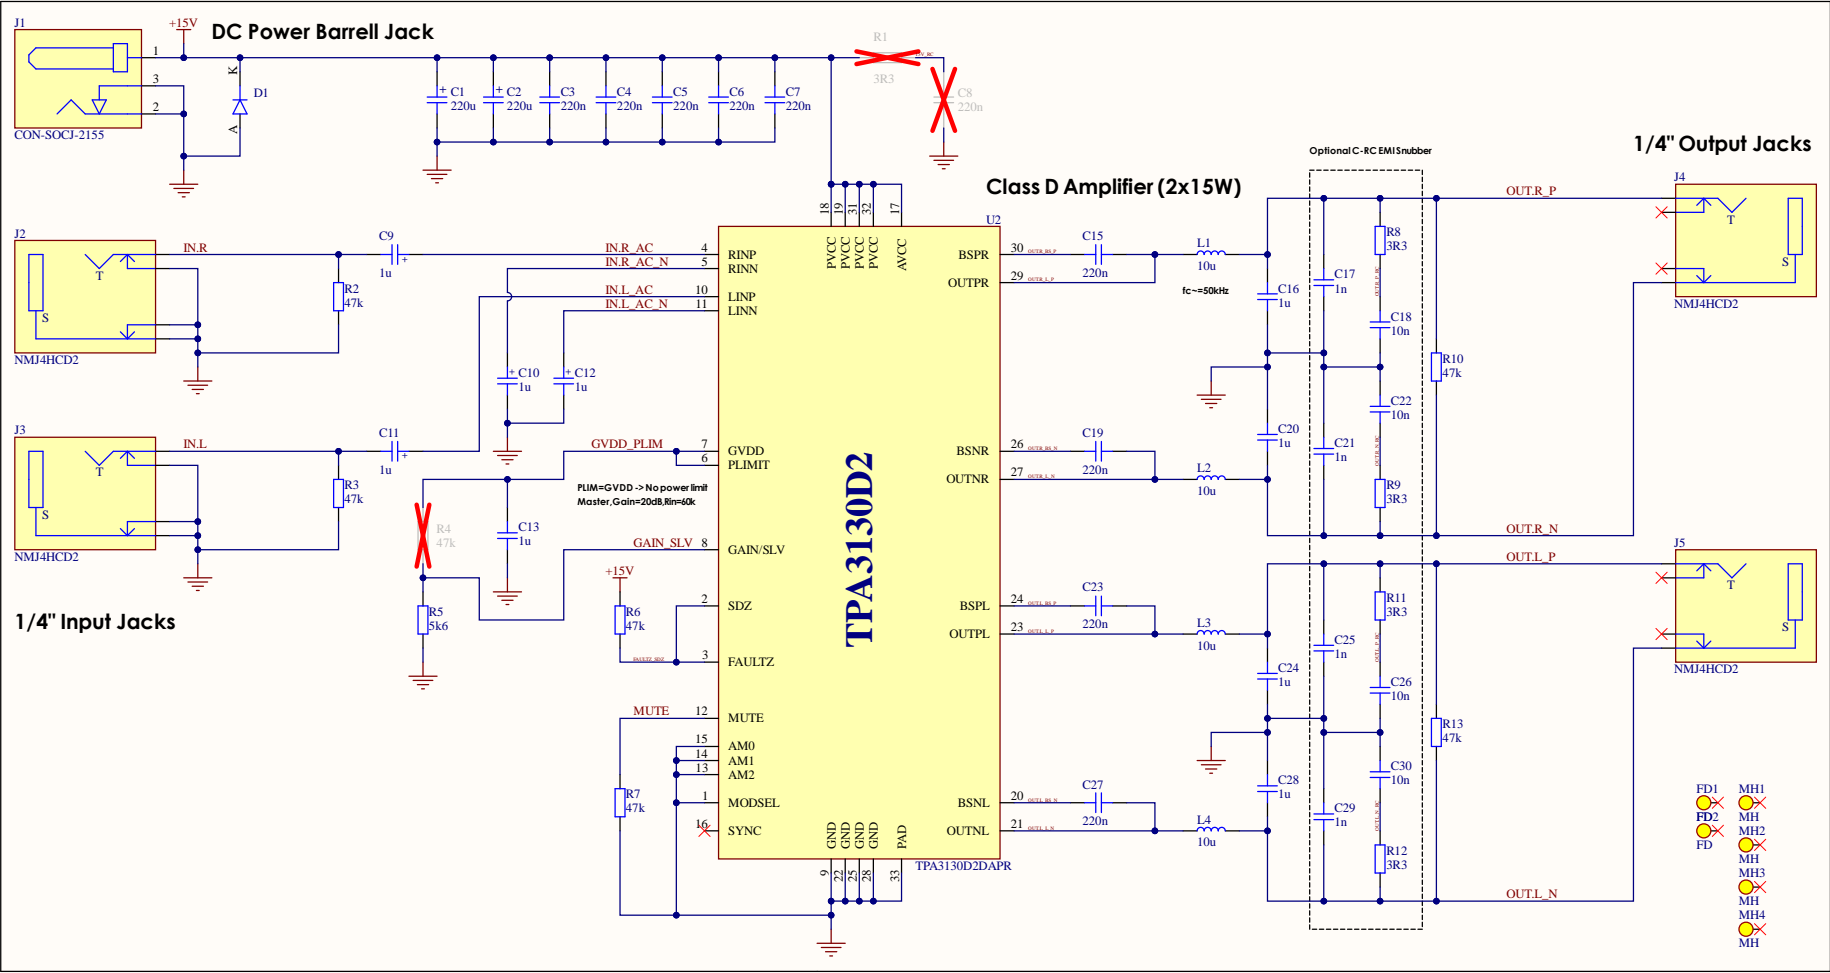 J1
CON-SOCJ-2155
1
3
2
+15V
DC Power Barrell Jack
K
A
D1
+ C1
220u
+ C2
220u
C3
220n
C4
220n
C5
220n
C6
220n
C7
220n
R1
3R3
C8
220n
Class D Amplifier (2x15W)
Optional C-RC EMI Snubber
1/4" Output Jacks
J2
T
S
NMJ4HCD2
IN.R
R2
47k
C9
+
1u
IN.R_AC
IN.R_AC_N
IN.L_AC
IN.L_AC_N
+ C10
1u
+ C12
1u
J3
T
S
NMJ4HCD2
IN.L
R3
47k
C11
+
1u
1/4" Input Jacks
GVDD_PLIM
PLIM=GVDD -> No power limit
Master,Gain=20dB,Rin=60k
R4
47k
C13
1u
GAIN_SLV
R5
5k6
+15V
R6
47k
FAULTZ_SDZ
MUTE
R7
47k
U2
TPA3130D2
TPA3130D2DAPR
18
19
31
32
17
PVCC
PVCC
PVCC
PVCC
AVCC
4 RINP
5 RINN
10 LINP
11 LINN
7 GVDD
6 PLIMIT
8 GAIN/SLV
2 SDZ
3 FAULTZ
12 MUTE
15 AM0
14 AM1
13 AM2
1 MODSEL
16 SYNC
GND
GND
GND
GND
PAD
9
22
25
28
33
BSPR 30
OUTPR 29
BSNR 26
OUTNR 27
BSPL 24
OUTPL 23
BSNL 20
OUTNL 21
C15
220n
L1
10u
fc~=50kHz
C16
1u
C17
1n
R8
3R3
C18
10n
C19
220n
L2
10u
C20
1u
C21
1n
C22
10n
R9
3R3
R10
47k
OUT.R_P
OUT.R_N
J4
T
S
NMJ4HCD2
C23
220n
L3
10u
C24
1u
C25
1n
R11
3R3
C26
10n
C27
220n
L4
10u
C28
1u
C29
1n
C30
10n
R12
3R3
R13
47k
OUT.L_P
OUT.L_N
J5
T
S
NMJ4HCD2
FD1
FD2
FD
MH1
MH
MH2
MH
MH3
MH
MH4
MH